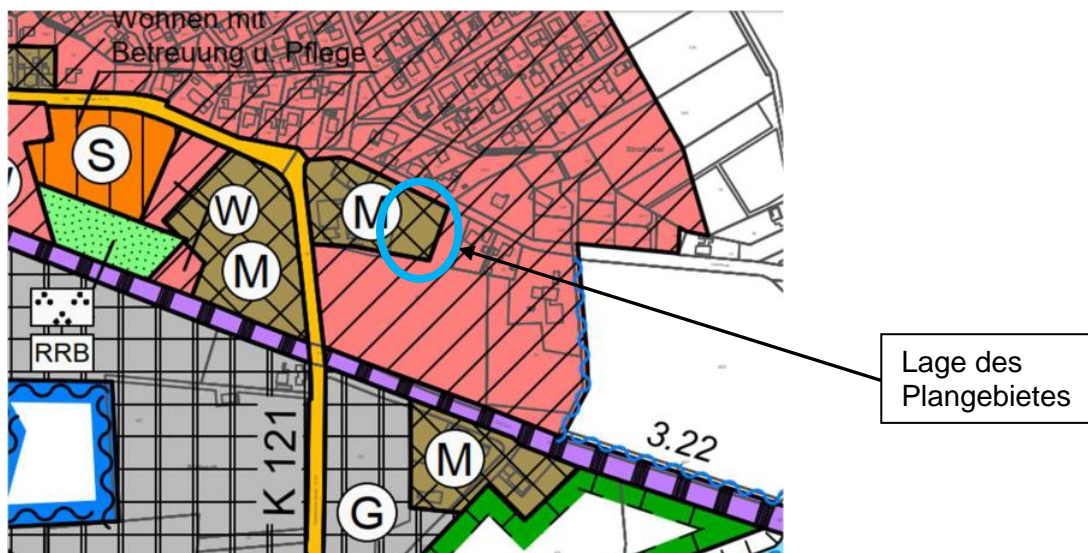 Wohnen mit
Betreuung u. Pflege
S
W
M
M
RRB
Lage des
Plangebietes
K 121
3.22
M
G